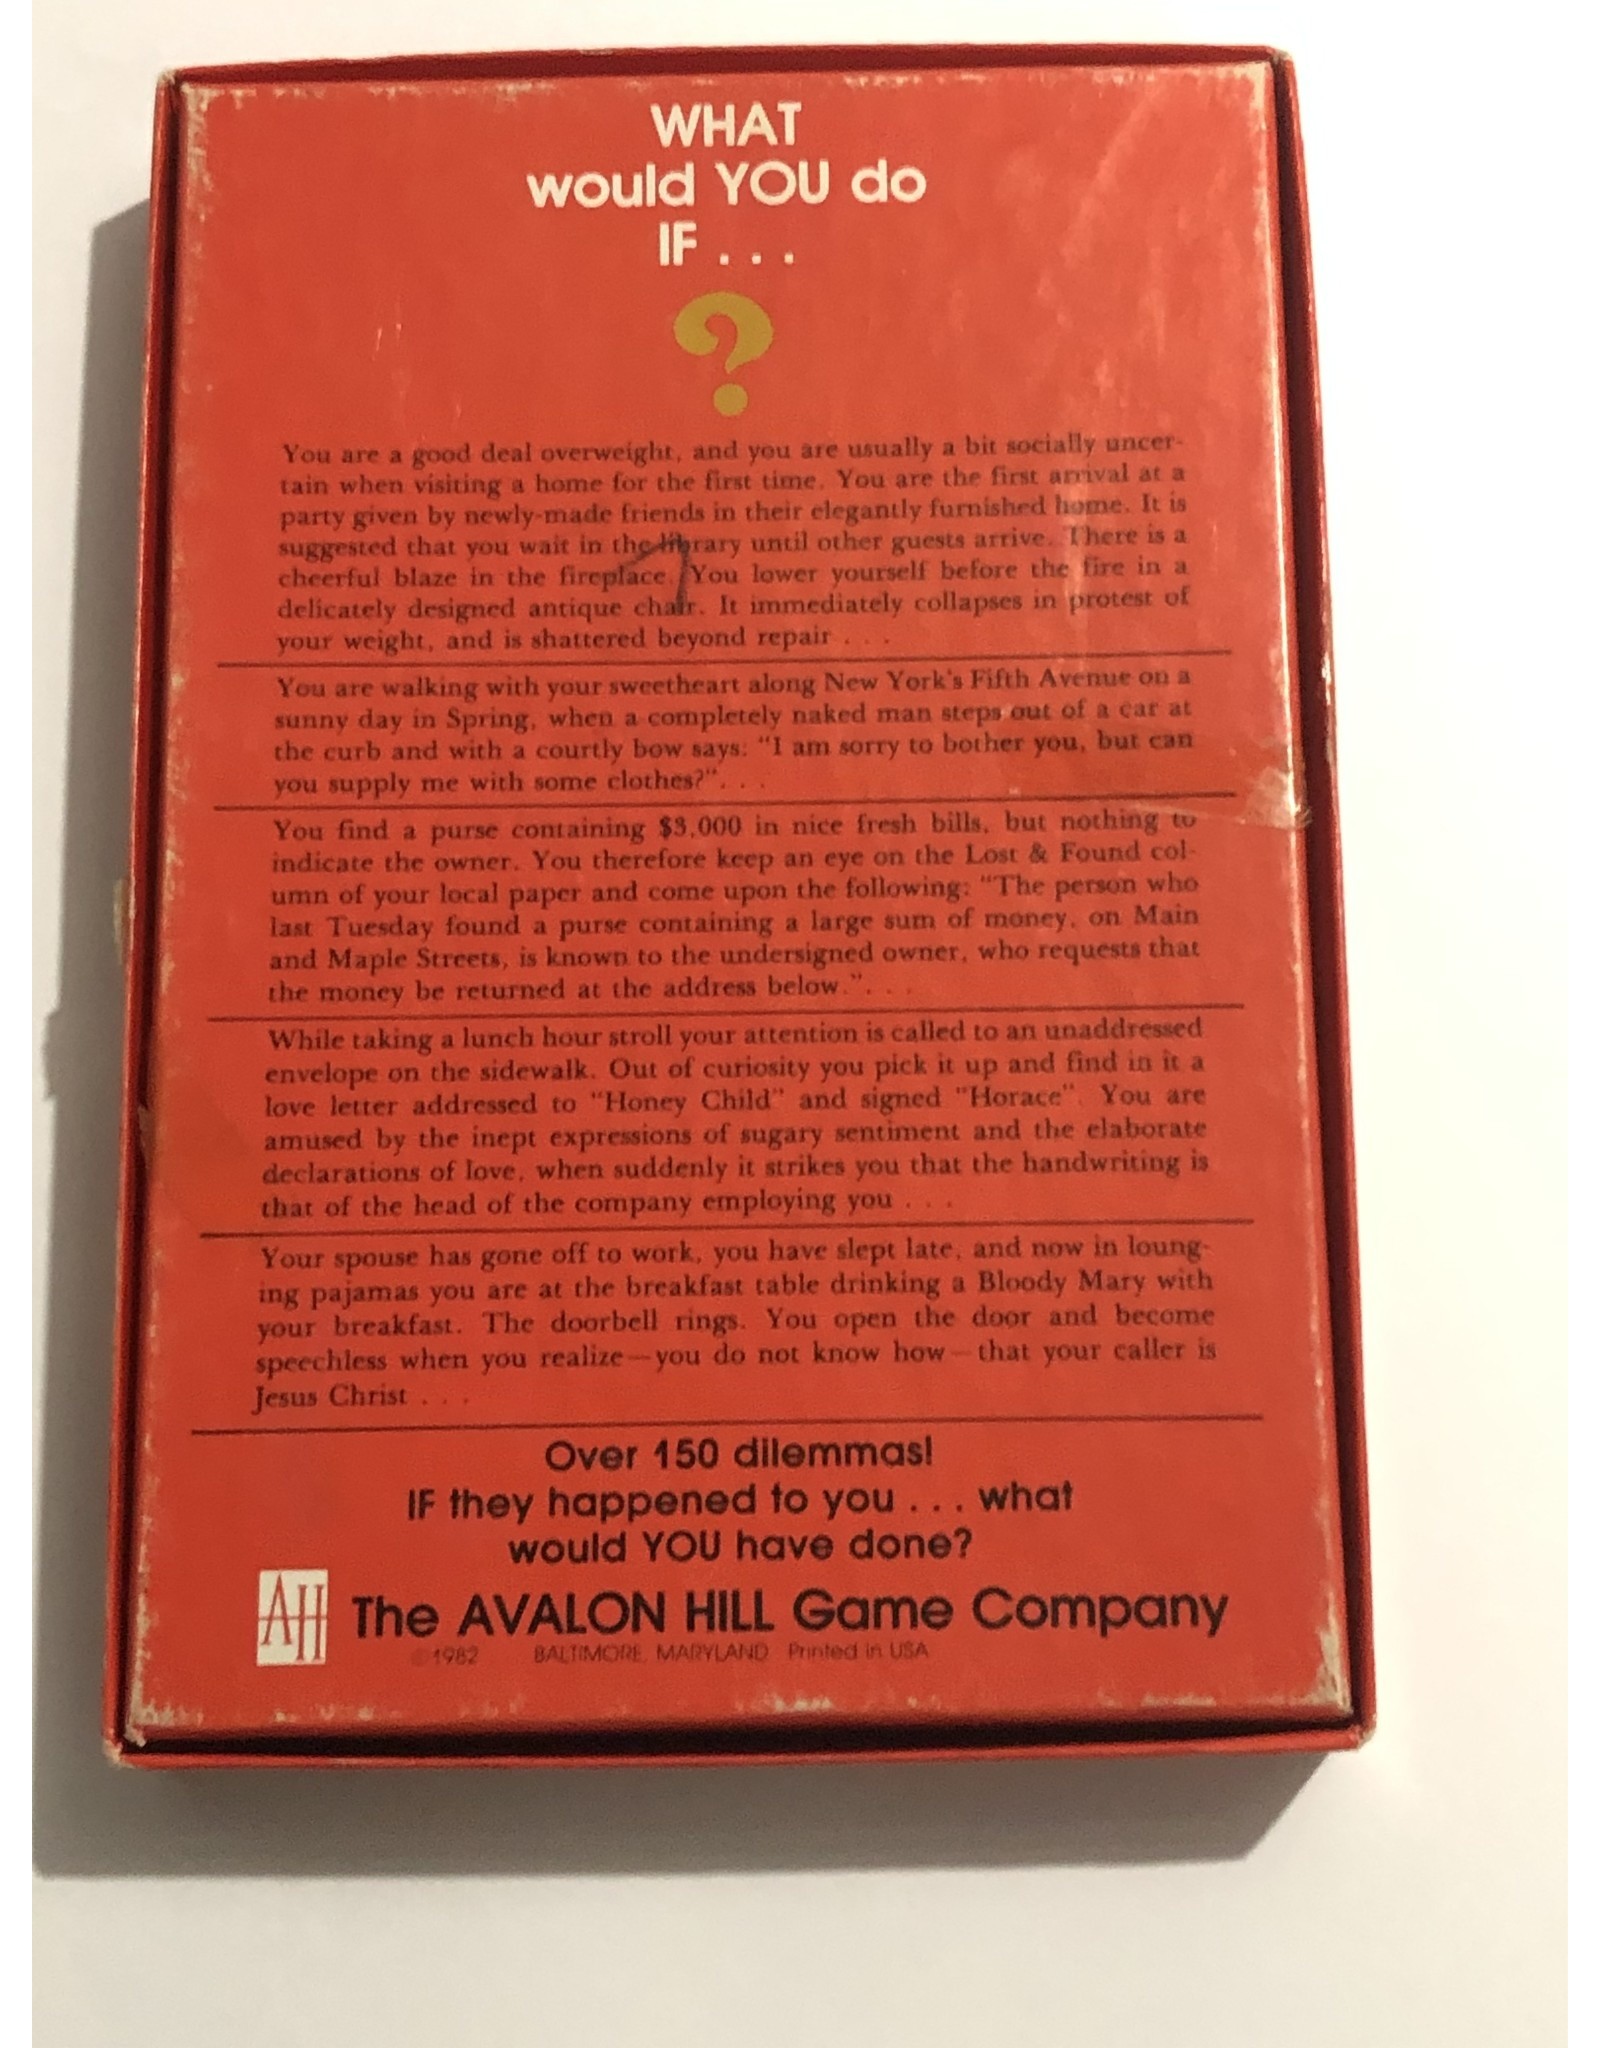 WHAT
would YOU do
IF . . .
?
You are a good deal overweight, and you are usually a bit socially uncer-
tain when visiting a home for the first time. You are the first arrival at a
party given by newly-made friends in their elegantly furnished home. It is
suggested that you wait in the library until other guests arrive. There is a
cheerful blaze in the fireplace. You lower yourself before the fire in a
delicately designed antique chair. It immediately collapses in protest of
your weight, and is shattered beyond repair . . .
You are walking with your sweetheart along New York's Fifth Avenue on a
sunny day in Spring, when a completely naked man steps out of a car at
the curb and with a courtly bow says: "I am sorry to bother you, but can
you supply me with some clothes?". . .
You find a purse containing $3,000 in nice fresh bills, but nothing to
indicate the owner. You therefore keep an eye on the Lost & Found col-
umn of your local paper and come upon the following: "The person who
last Tuesday found a purse containing a large sum of money, on Main
and Maple Streets, is known to the undersigned owner, who requests that
the money be returned at the address below.". . .
While taking a lunch hour stroll your attention is called to an unaddressed
envelope on the sidewalk. Out of curiosity you pick it up and find in it a
love letter addressed to "Honey Child" and signed "Horace". You are
amused by the inept expressions of sugary sentiment and the elaborate
declarations of love, when suddenly it strikes you that the handwriting is
that of the head of the company employing you . . .
Your spouse has gone off to work, you have slept late, and now in loung-
ing pajamas you are at the breakfast table drinking a Bloody Mary with
your breakfast. The doorbell rings. You open the door and become
speechless when you realize—you do not know how—that your caller is
Jesus Christ . . .
Over 150 dilemmas!
IF they happened to you . . . what
would YOU have done?
AH The AVALON HILL Game Company
©1982 BALTIMORE, MARYLAND Printed in USA